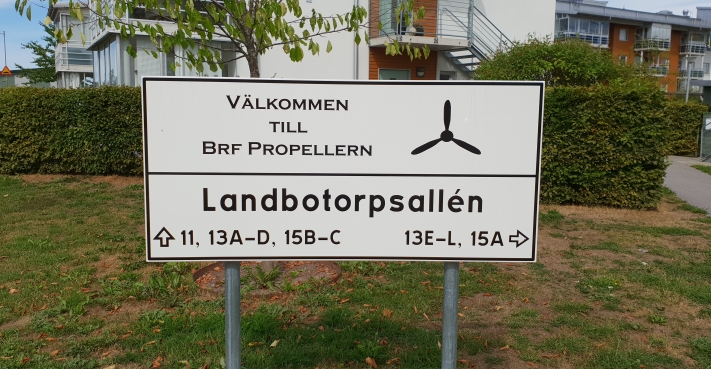 VÄLKOMMEN
TILL
BRF PROPELLERN
Landbotorpsallén
⇧ 11, 13A–D, 15B–C 13E–L, 15A ⇨